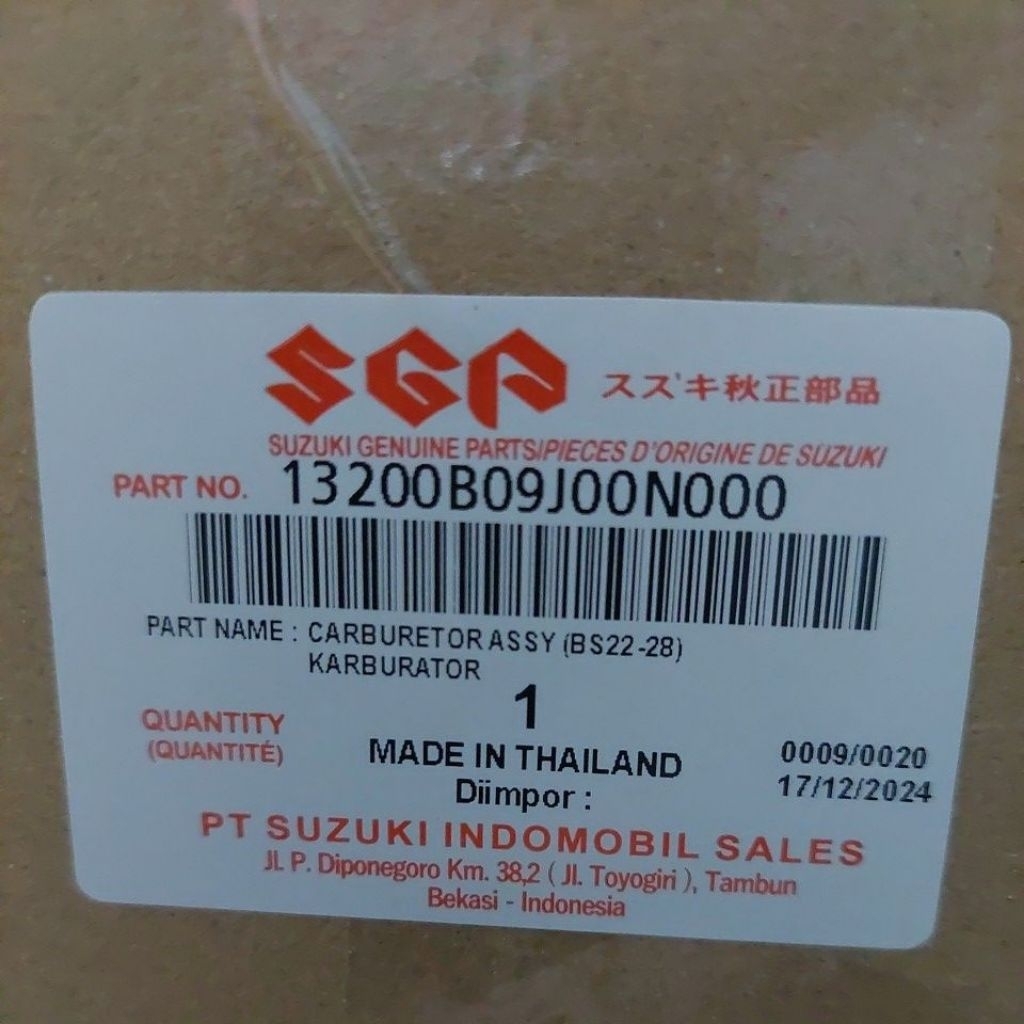 SGP スズキ秋正部品
SUZUKI GENUINE PARTS/PIECES D'ORIGINE DE SUZUKI
PART NO. 13200B09J00N000
PART NAME : CARBURETOR ASSY (BS22-28)
KARBURATOR
1
QUANTITY
(QUANTITÉ)
MADE IN THAILAND
0009/0020
Diimpor :
17/12/2024
PT SUZUKI INDOMOBIL SALES
Jl. P. Diponegoro Km. 38,2 ( Jl. Toyogiri ), Tambun
Bekasi - Indonesia